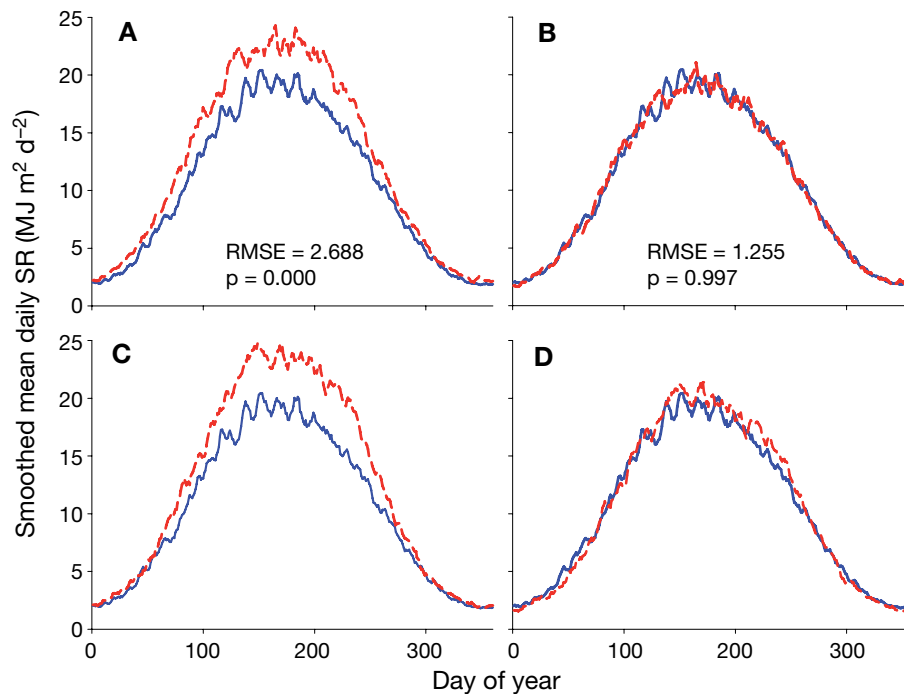 A
B
25
20
15
10
5
0
RMSE = 2.688
p = 0.000
RMSE = 1.255
p = 0.997
C
D
25
20
15
10
5
0
0 100 200 300
0 100 200 300
Smoothed mean daily SR (MJ m² d⁻²)
Day of year